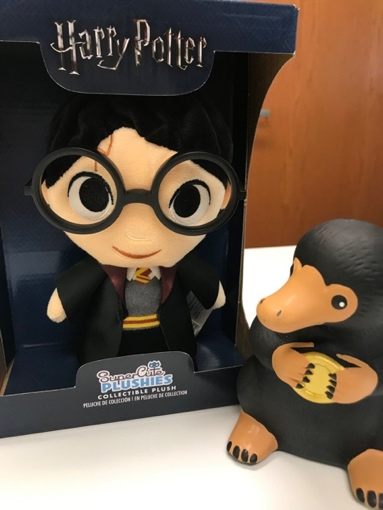 Harry Potter
SuperCute
PLUSHIES
COLLECTIBLE PLUSH
PELUCHE DE COLECCIÓN | EN PELUCHE DE COLLECTION